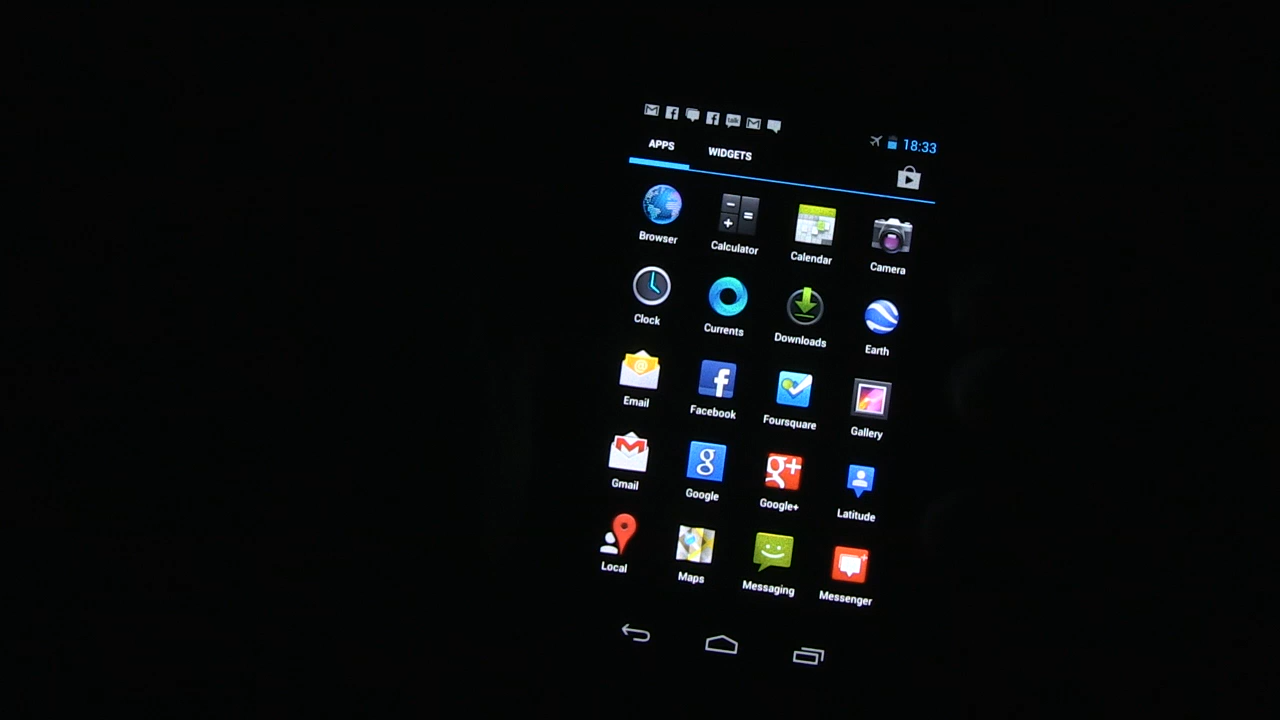 18:33
APPS WIDGETS
Browser Calculator Calendar Camera
Clock Currents Downloads Earth
Email Facebook Foursquare Gallery
Gmail Google Google+ Latitude
Local Maps Messaging Messenger